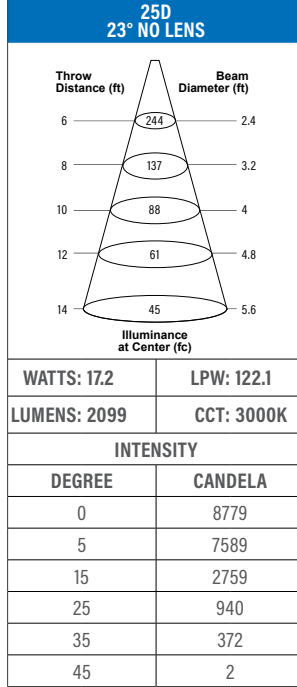 25D
23° NO LENS
Throw Beam
Distance (ft) Diameter (ft)
6 244 2.4
8 137 3.2
10 88 4
12 61 4.8
14 45 5.6
Illuminance
at Center (fc)
WATTS: 17.2 LPW: 122.1
LUMENS: 2099 CCT: 3000K
INTENSITY
DEGREE CANDELA
0 8779
5 7589
15 2759
25 940
35 372
45 2